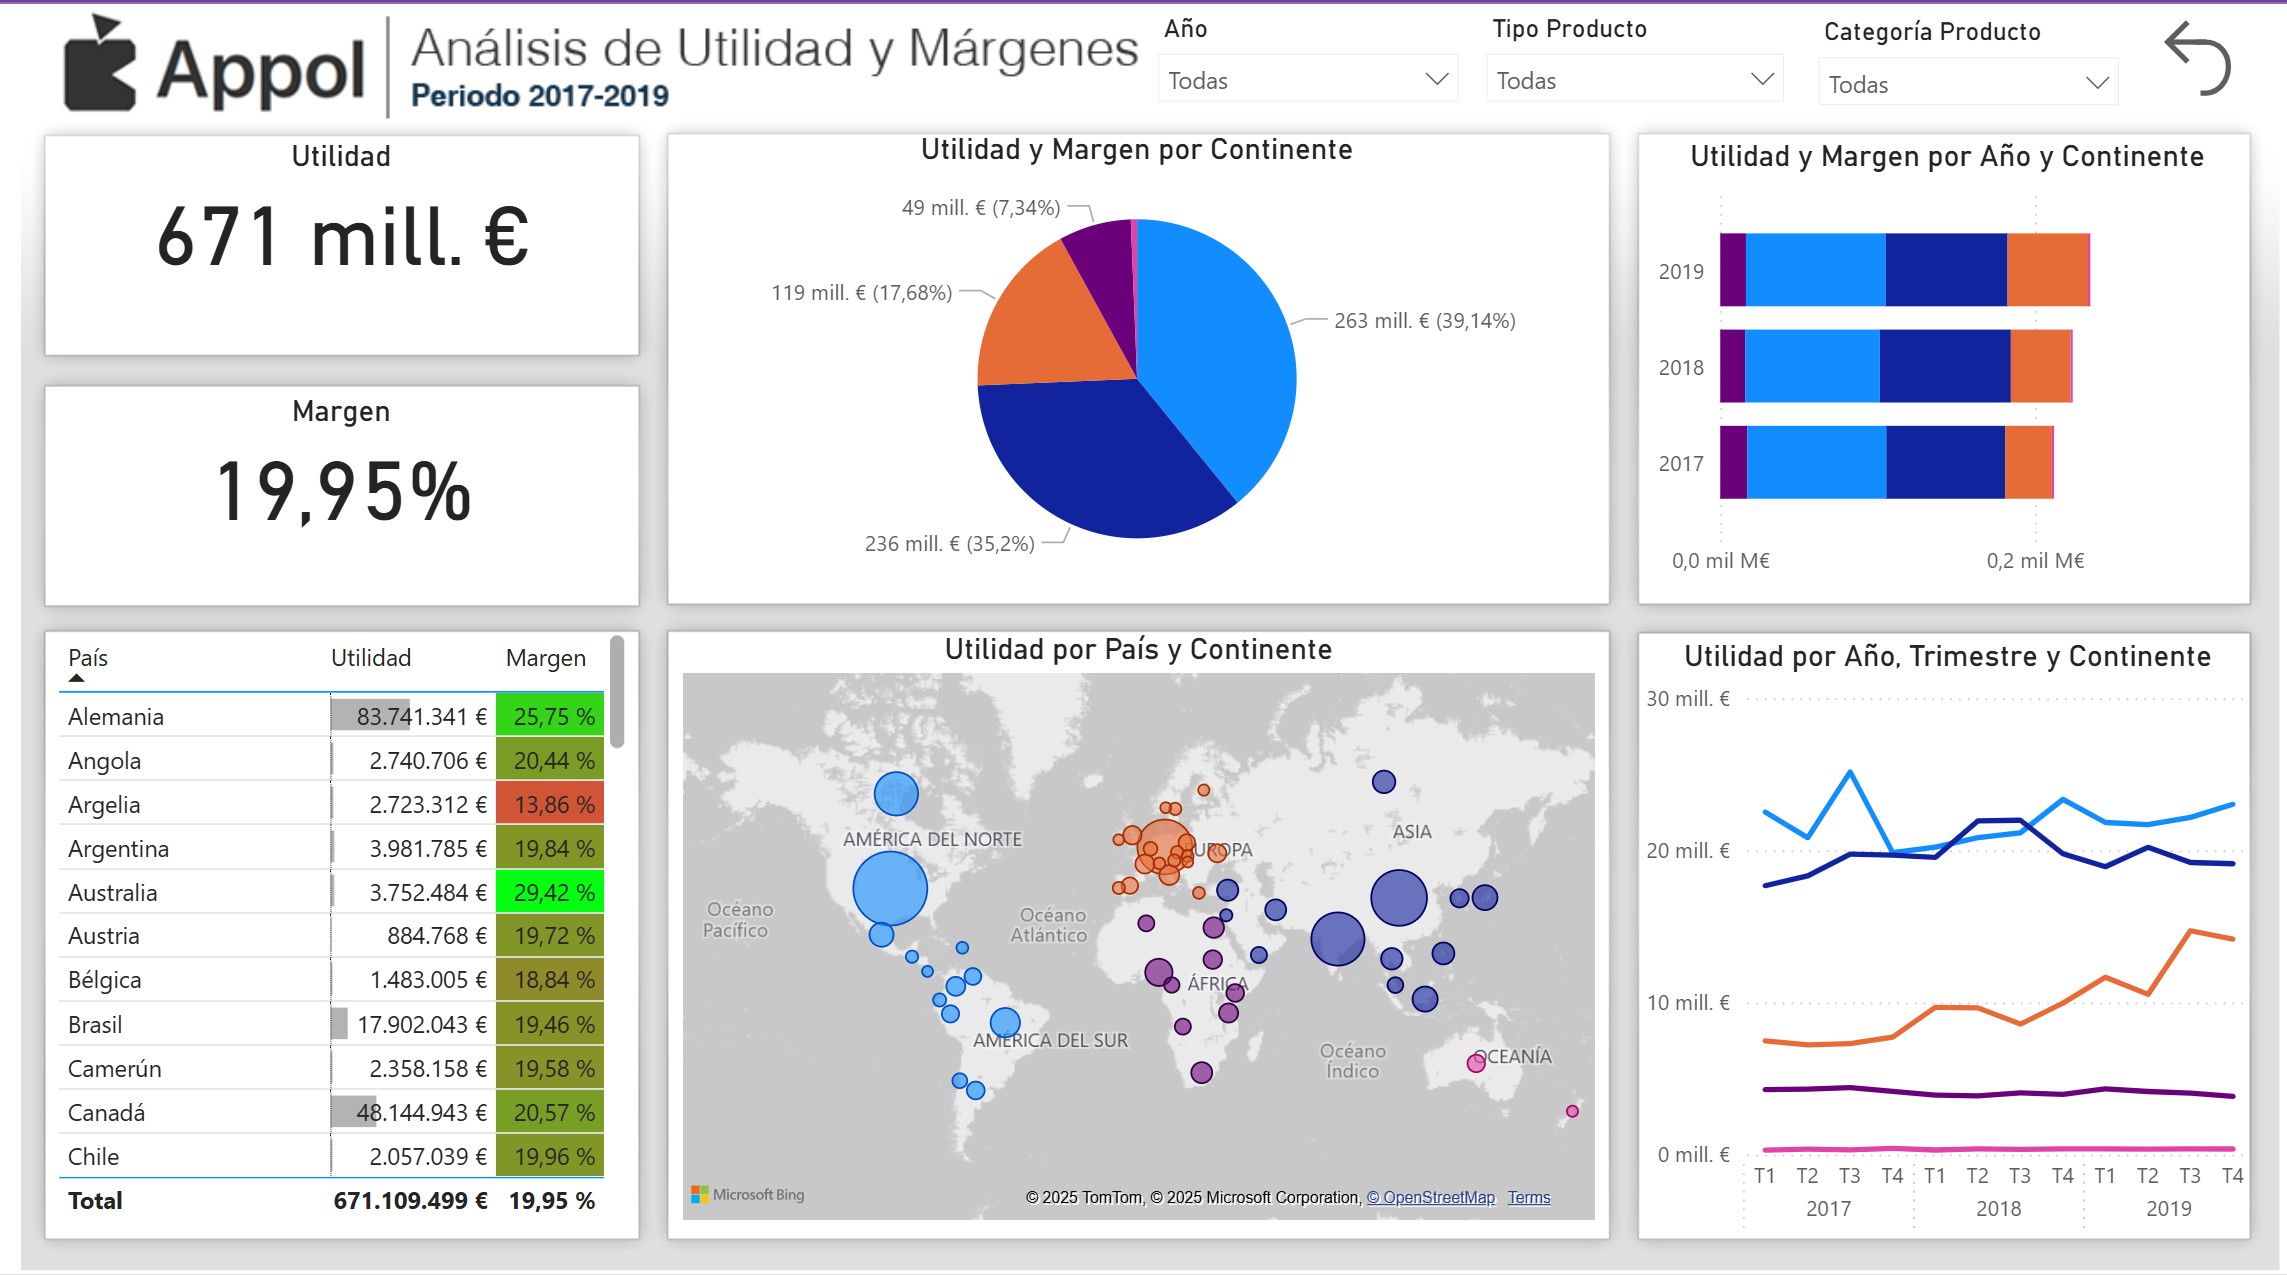 Appol
Análisis de Utilidad y Márgenes
Periodo 2017-2019
Año
Todas
Tipo Producto
Todas
Categoría Producto
Todas
Utilidad
671 mill. €
Margen
19,95%
Utilidad y Margen por Continente
49 mill. € (7,34%)
119 mill. € (17,68%)
263 mill. € (39,14%)
236 mill. € (35,2%)
Utilidad y Margen por Año y Continente
2019
2018
2017
0,0 mil M€ 0,2 mil M€
País Utilidad Margen
Alemania 83.741.341 € 25,75 %
Angola 2.740.706 € 20,44 %
Argelia 2.723.312 € 13,86 %
Argentina 3.981.785 € 19,84 %
Australia 3.752.484 € 29,42 %
Austria 884.768 € 19,72 %
Bélgica 1.483.005 € 18,84 %
Brasil 17.902.043 € 19,46 %
Camerún 2.358.158 € 19,58 %
Canadá 48.144.943 € 20,57 %
Chile 2.057.039 € 19,96 %
Total 671.109.499 € 19,95 %
Utilidad por País y Continente
AMÉRICA DEL NORTE
EUROPA
ASIA
Océano
Pacífico
Océano
Atlántico
ÁFRICA
AMÉRICA DEL SUR
Océano
Índico
OCEANÍA
Microsoft Bing
© 2025 TomTom, © 2025 Microsoft Corporation, © OpenStreetMap Terms
Utilidad por Año, Trimestre y Continente
30 mill. €
20 mill. €
10 mill. €
0 mill. €
T1 T2 T3 T4 T1 T2 T3 T4 T1 T2 T3 T4
2017 2018 2019